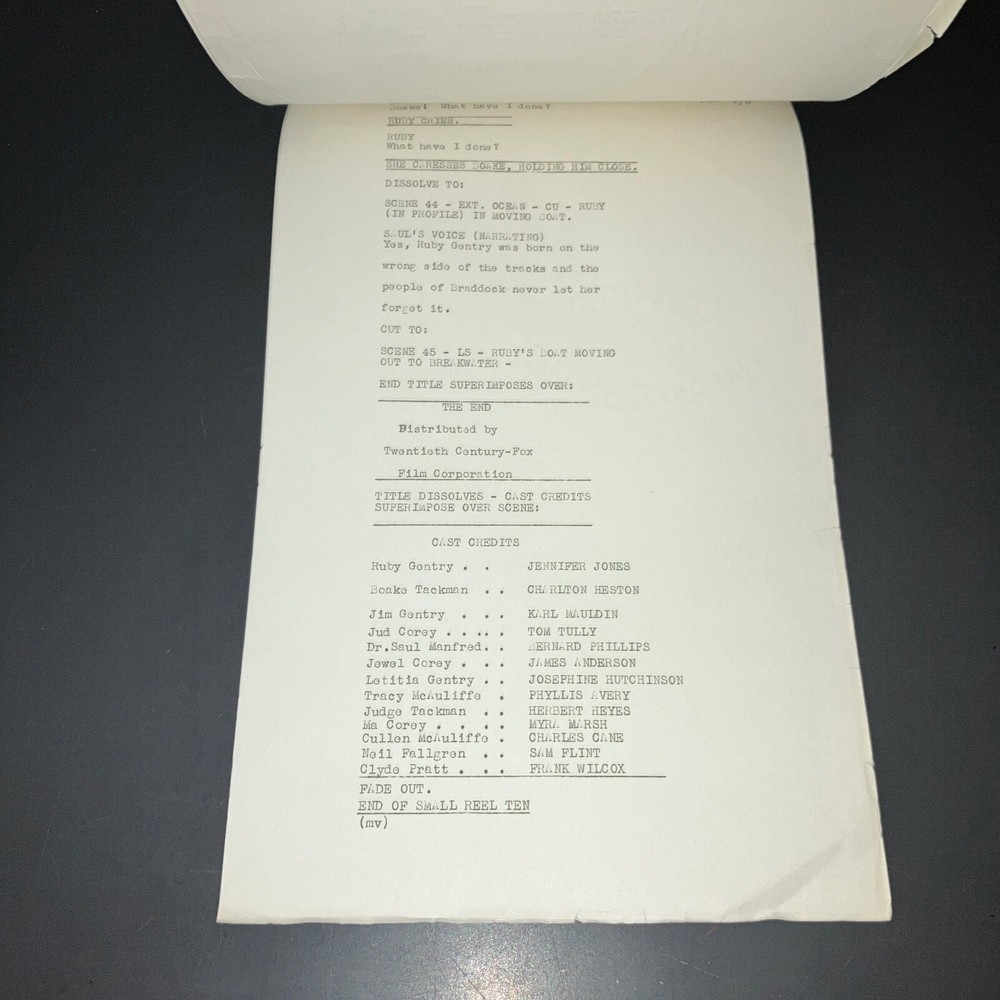 What have I done?
RUBY CRIES.
RUBY
What have I done?
SHE CARESSES BOAKE, HOLDING HIM CLOSE.
DISSOLVE TO:
SCENE 44 - EXT. OCEAN - CU - RUBY
(IN PROFILE) IN MOVING BOAT.
SAUL'S VOICE (NARRATING)
Yes, Ruby Gentry was born on the
wrong side of the tracks and the
people of Braddock never let her
forget it.
CUT TO:
SCENE 45 - LS - RUBY'S BOAT MOVING
OUT TO BREAKWATER -
END TITLE SUPERIMPOSES OVER:
THE END
Distributed by
Twentieth Century-Fox
Film Corporation
TITLE DISSOLVES - CAST CREDITS
SUPERIMPOSE OVER SCENE:
CAST CREDITS
Ruby Gentry . . JENNIFER JONES
Boake Tackman . . CHARLTON HESTON
Jim Gentry . . . KARL MAULDIN
Jud Corey . . . . . TOM TULLY
Dr.Saul Manfred. . BERNARD PHILLIPS
Jewel Corey . . . JAMES ANDERSON
Letitia Gentry . . JOSEPHINE HUTCHINSON
Tracy McAuliffe . PHYLLIS AVERY
Judge Tackman . . HERBERT HEYES
Ma Corey . . . . MYRA MARSH
Cullen McAuliffe . CHARLES CANE
Neil Fallgren . . SAM FLINT
Clyde Pratt . . . FRANK WILCOX
FADE OUT.
END OF SMALL REEL TEN
(mv)